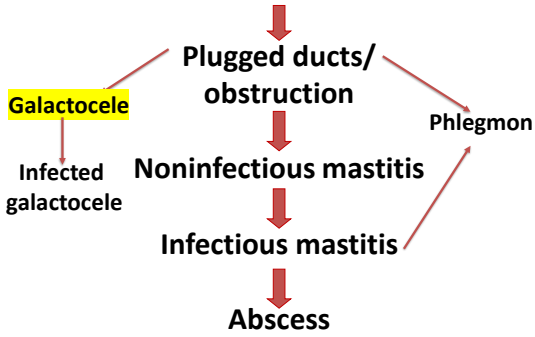 Plugged ducts/
obstruction
Galactocele
Phlegmon
Infected
galactocele
Noninfectious mastitis
Infectious mastitis
Abscess